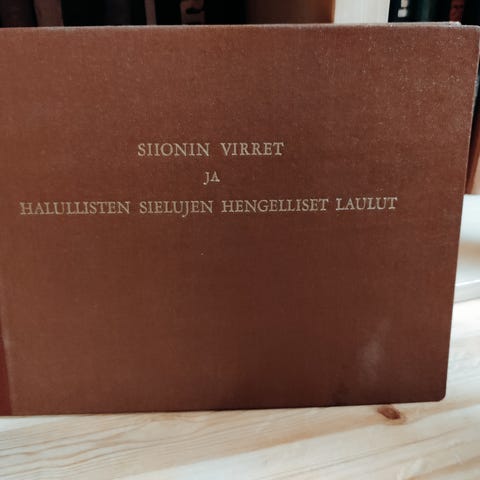 SIIONIN VIRRET
JA
HALULLISTEN SIELUJEN HENGELLISET LAULUT